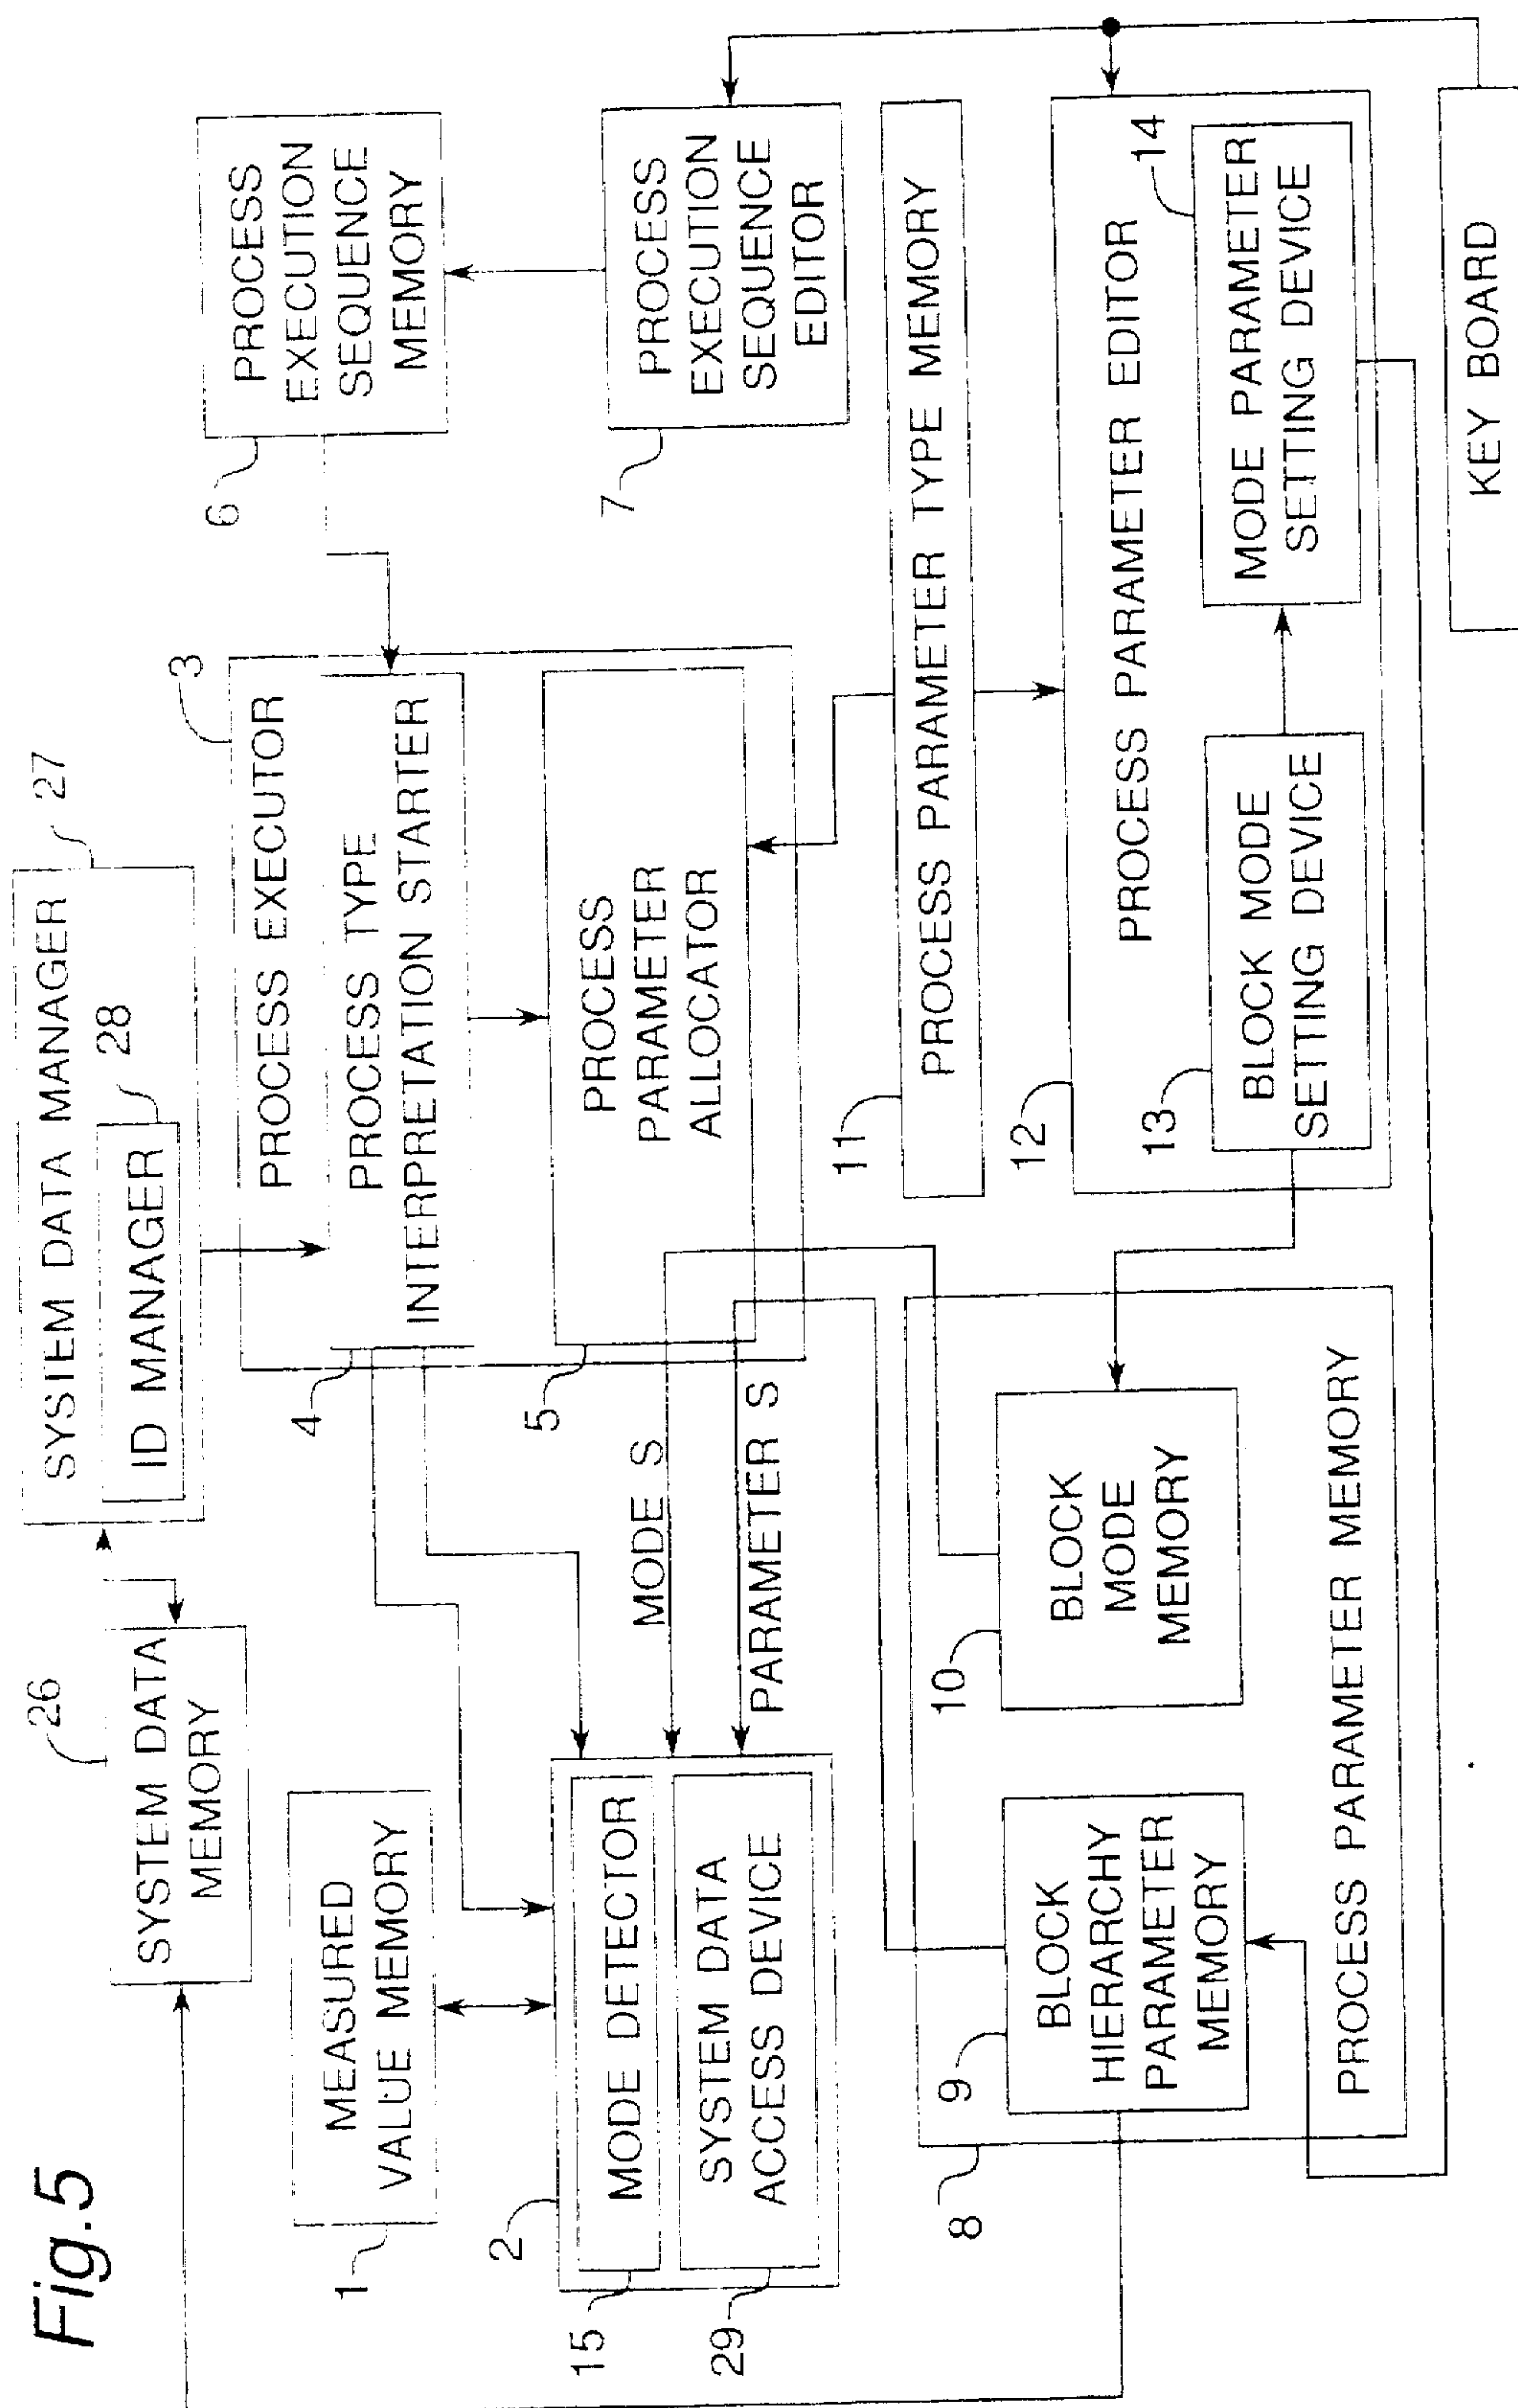 Fig.5
26
SYSTEM DATA
MEMORY
SYSTEM DATA MANAGER
27
ID MANAGER
28
1
MEASURED
VALUE MEMORY
2
MODE DETECTOR
15
SYSTEM DATA
ACCESS DEVICE
29
3
PROCESS EXECUTOR
PROCESS TYPE
INTERPRETATION STARTER
4
PROCESS
PARAMETER
ALLOCATOR
5
MODE S
PARAMETER S
6
PROCESS
EXECUTION
SEQUENCE
MEMORY
7
PROCESS
EXECUTION
SEQUENCE
EDITOR
8
9
BLOCK
HIERARCHY
PARAMETER
MEMORY
10
BLOCK
MODE
MEMORY
PROCESS PARAMETER MEMORY
11
PROCESS PARAMETER TYPE MEMORY
12
PROCESS PARAMETER EDITOR
13
BLOCK MODE
SETTING DEVICE
14
MODE PARAMETER
SETTING DEVICE
KEY BOARD